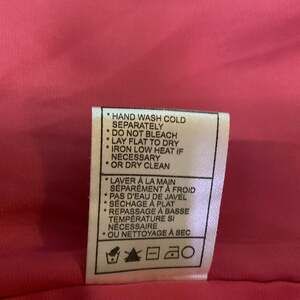 • HAND WASH COLD
SEPARATELY
• DO NOT BLEACH
• LAY FLAT TO DRY
• IRON LOW HEAT IF
NECESSARY
• OR DRY CLEAN
• LAVER À LA MAIN
SÉPARÉMENT À FROID
• PAS D'EAU DE JAVEL
• SÉCHAGE À PLAT
• REPASSAGE À BASSE
TEMPÉRATURE SI
NÉCESSAIRE
• OU NETTOYAGE À SEC